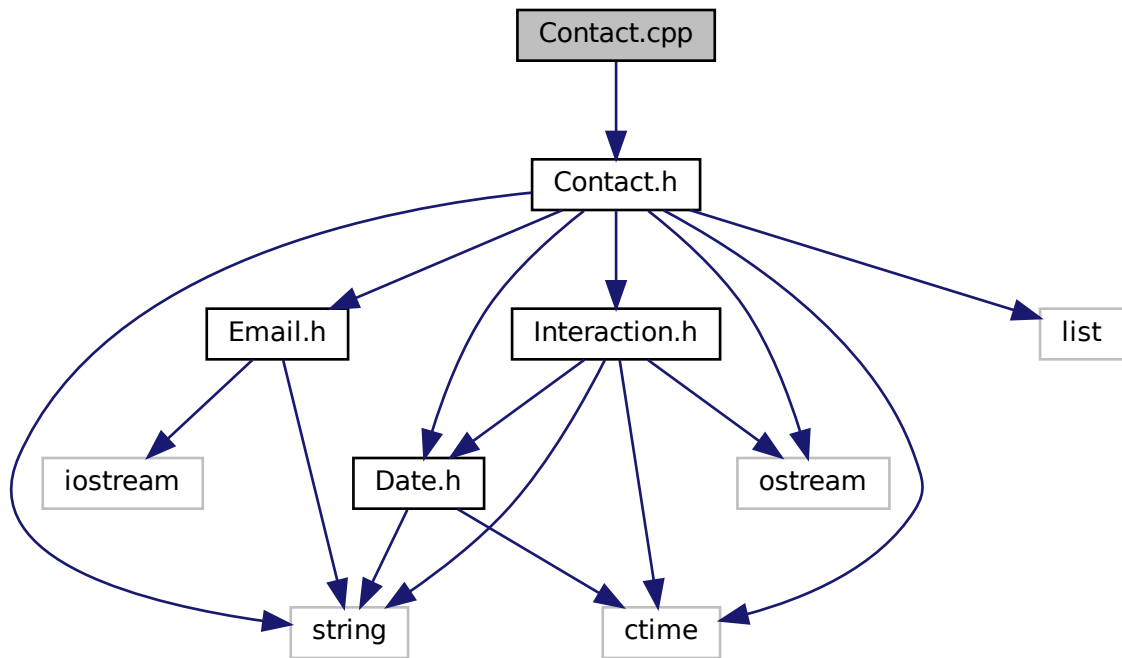 Contact.cpp
Contact.h
Email.h
Interaction.h
list
iostream
Date.h
ostream
string
ctime